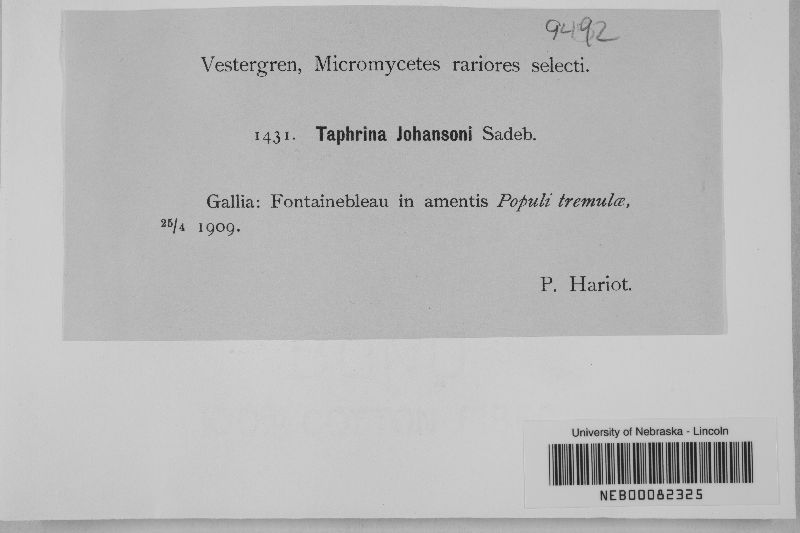 9492
Vestergren, Micromycetes rariores selecti.
1431. Taphrina Johansoni Sadeb.
Gallia: Fontainebleau in amentis Populi tremulæ,
25/4 1909.
P. Hariot.
University of Nebraska - Lincoln
NEB00082325